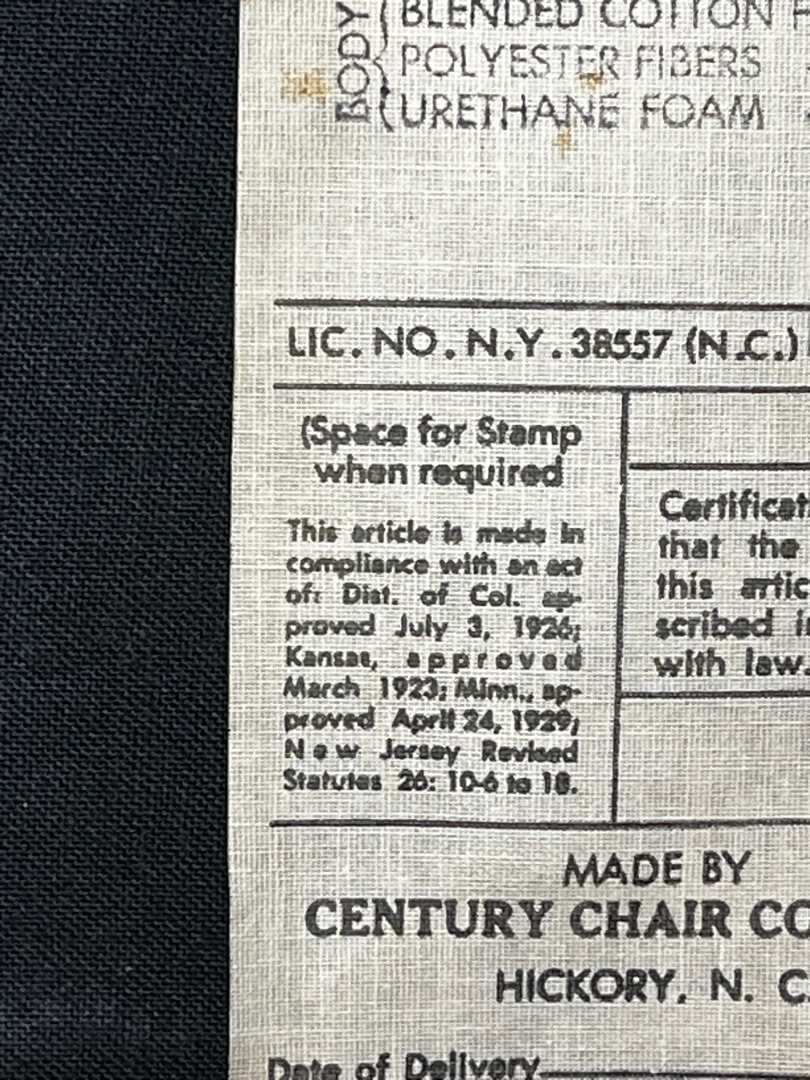 BODY
BLENDED COTTON
POLYESTER FIBERS
URETHANE FOAM
LIC. NO. N.Y. 38557 (N.C.)
(Space for Stamp
when required
This article is made in
compliance with an act
of: Dist. of Col. ap-
proved July 3, 1926;
Kansas, approved
March 1923; Minn., ap-
proved April 24, 1929;
New Jersey Revised
Statutes 26: 10-6 to 18.
Certificat
that the
this artic
scribed i
with law.
MADE BY
CENTURY CHAIR CO
HICKORY, N. C.
Date of Delivery